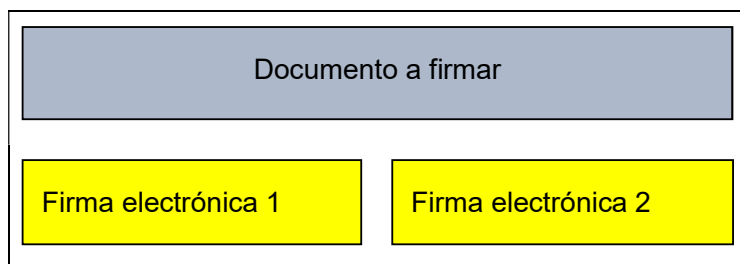 Documento a firmar
Firma electrónica 1
Firma electrónica 2